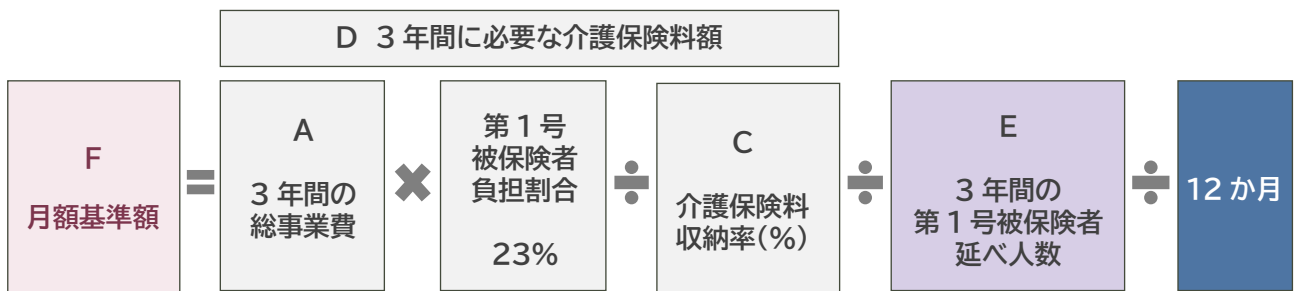 D 3年間に必要な介護保険料額
F
月額基準額
=
A
3年間の
総事業費
×
第1号
被保険者
負担割合
23%
÷
C
介護保険料
収納率(%)
÷
E
3年間の
第1号被保険者
延べ人数
÷
12か月